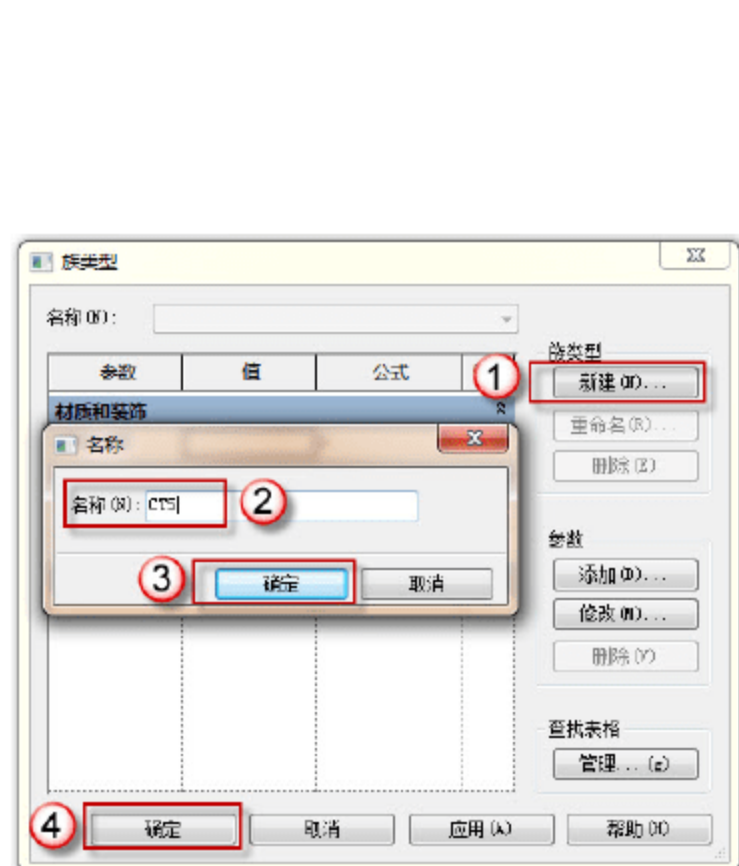 族类型
名称(N):
参数 值 公式
材质和装饰
族类型
① 新建(N)...
重命名(R)...
删除(E)
名称
名称(N): CT5 ②
③ 确定 取消
参数
添加(D)...
修改(M)...
删除(V)
查找表格
管理...(g)
④ 确定 取消 应用(A) 帮助(H)